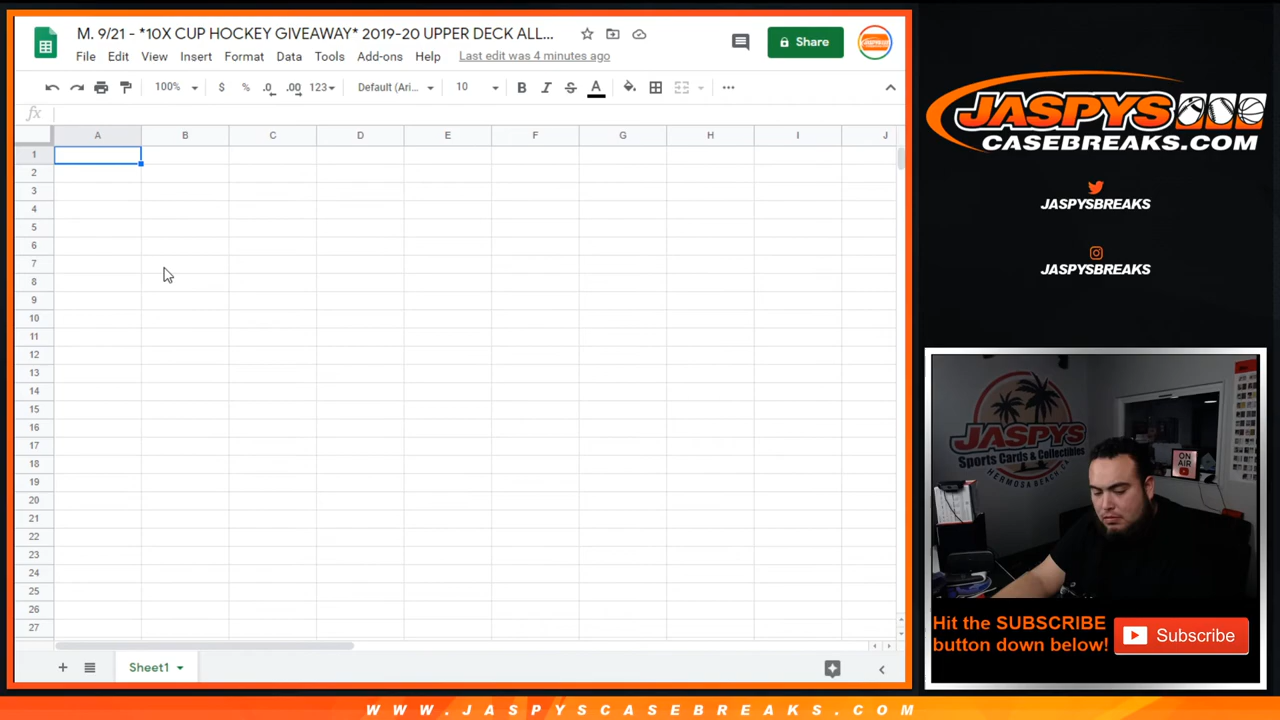 M. 9/21 - *10X CUP HOCKEY GIVEAWAY* 2019-20 UPPER DECK ALL...
File Edit View Insert Format Data Tools Add-ons Help Last edit was 4 minutes ago
Share
100% $ % .0 .00 123 Default (Ari... 10 B I S A
fx
A B C D E F G H I J
1
2
3
4
5
6
7
8
9
10
11
12
13
14
15
16
17
18
19
20
21
22
23
24
25
26
27
Sheet1
JASPYS
CASEBREAKS.COM
JASPYSBREAKS
JASPYSBREAKS
JASPYS
Sports Cards & Collectibles
HERMOSA BEACH, CA
ON
AIR
Hit the SUBSCRIBE
button down below!
Subscribe
WWW.JASPYSCASEBREAKS.COM